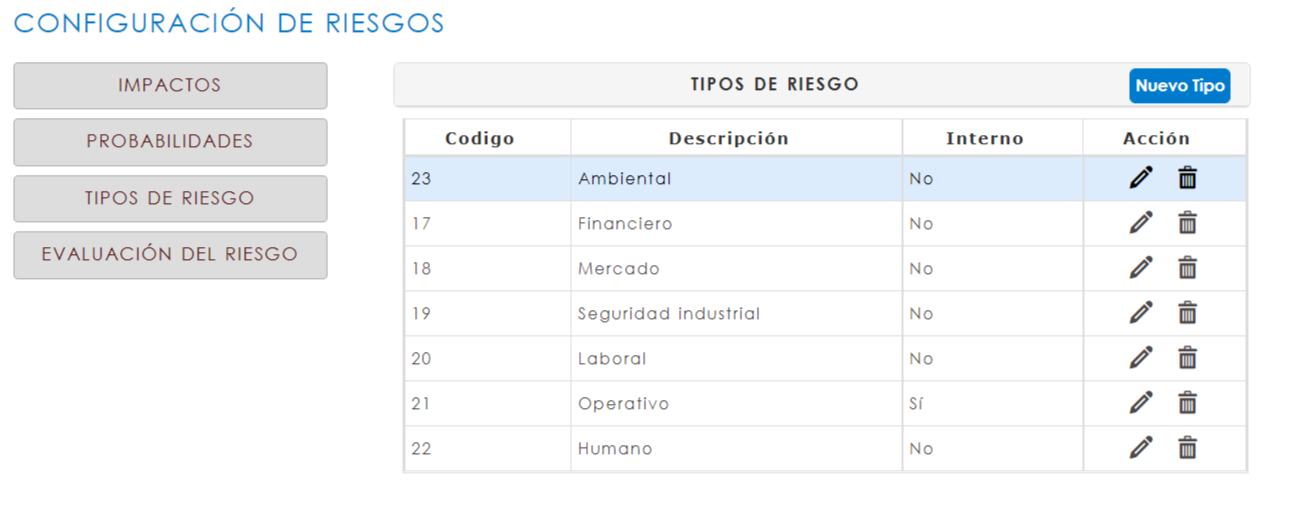 CONFIGURACIÓN DE RIESGOS
IMPACTOS
PROBABILIDADES
TIPOS DE RIESGO
EVALUACIÓN DEL RIESGO
TIPOS DE RIESGO Nuevo Tipo
Codigo Descripción Interno Acción
23 Ambiental No
17 Financiero No
18 Mercado No
19 Seguridad industrial No
20 Laboral No
21 Operativo Sí
22 Humano No